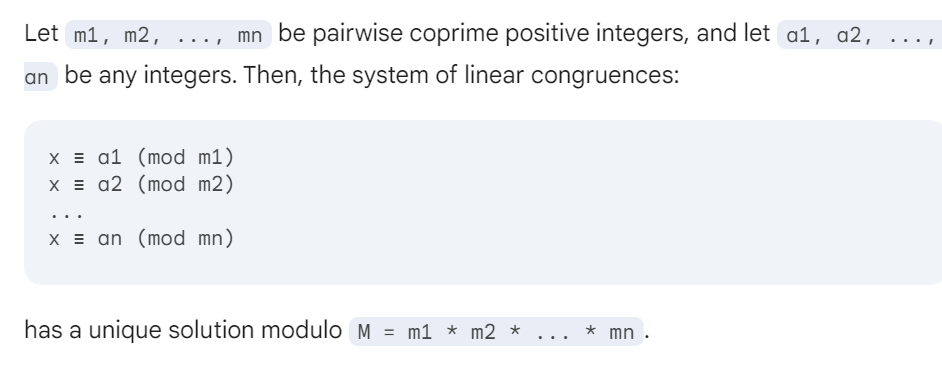 Let m1, m2, ..., mn be pairwise coprime positive integers, and let a1, a2, ...,
an be any integers. Then, the system of linear congruences:
x ≡ a1 (mod m1)
x ≡ a2 (mod m2)
...
x ≡ an (mod mn)
has a unique solution modulo M = m1 * m2 * ... * mn.